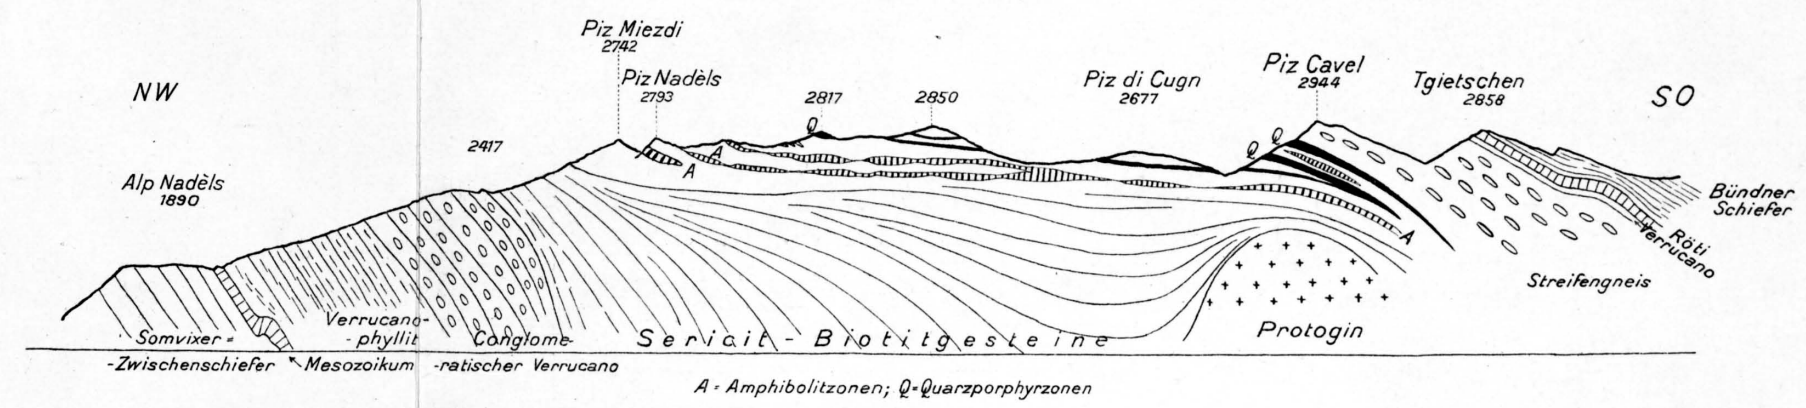 Piz Miezdi
2742
Piz Nadèls
2793
2817
2850
Piz di Cugn
2677
Piz Cavel
2944
Tgietschen
2858
NW
SO
2417
Alp Nadèls
1890
Q
A
A
Q
Q
A
Bündner
Schiefer
Röti
Verrucano
Streifengneis
Protogin
Somvixer =
-Zwischenschiefer
Mesozoikum
Verrucano-
-phyllit
Conglome-
-ratischer Verrucano
Sericit - Biotitgesteine
A = Amphibolitzonen; Q=Quarzporphyrzonen